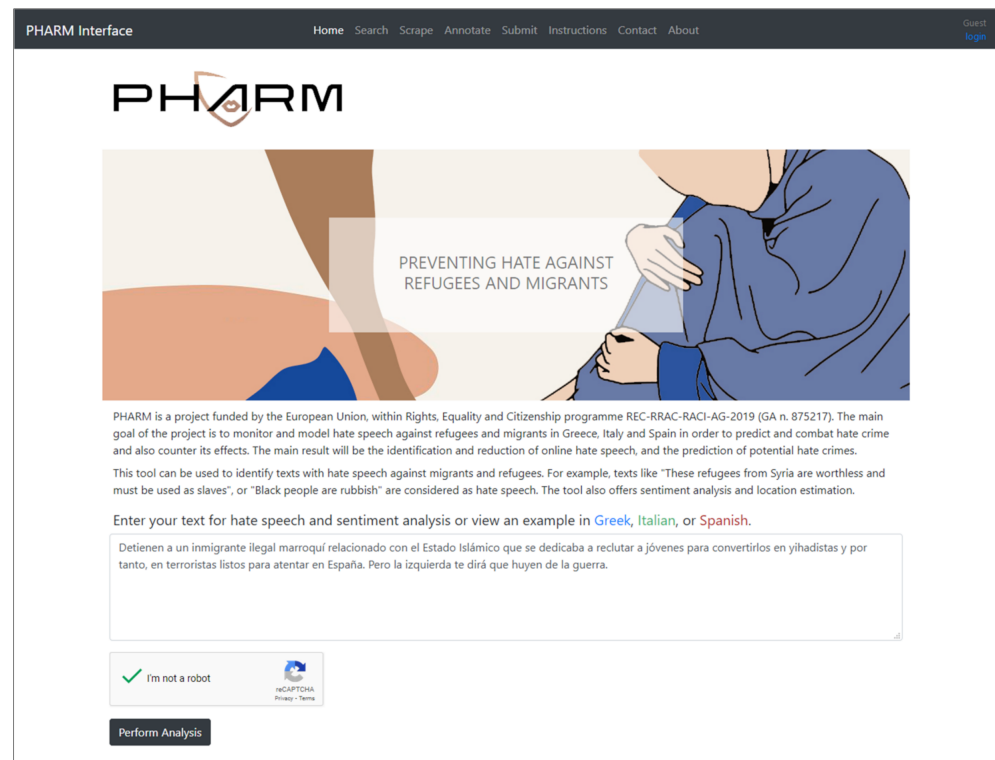 PHARM Interface
Home Search Scrape Annotate Submit Instructions Contact About
Guest
login
PHARM
PREVENTING HATE AGAINST
REFUGEES AND MIGRANTS
PHARM is a project funded by the European Union, within Rights, Equality and Citizenship programme REC-RRAC-RACI-AG-2019 (GA n. 875217). The main
goal of the project is to monitor and model hate speech against refugees and migrants in Greece, Italy and Spain in order to predict and combat hate crime
and also counter its effects. The main result will be the identification and reduction of online hate speech, and the prediction of potential hate crimes.
This tool can be used to identify texts with hate speech against migrants and refugees. For example, texts like "These refugees from Syria are worthless and
must be used as slaves", or "Black people are rubbish" are considered as hate speech. The tool also offers sentiment analysis and location estimation.
Enter your text for hate speech and sentiment analysis or view an example in Greek, Italian, or Spanish.
Detienen a un inmigrante ilegal marroquí relacionado con el Estado Islámico que se dedicaba a reclutar a jóvenes para convertirlos en yihadistas y por
tanto, en terroristas listos para atentar en España. Pero la izquierda te dirá que huyen de la guerra.
I'm not a robot
reCAPTCHA
Privacy - Terms
Perform Analysis